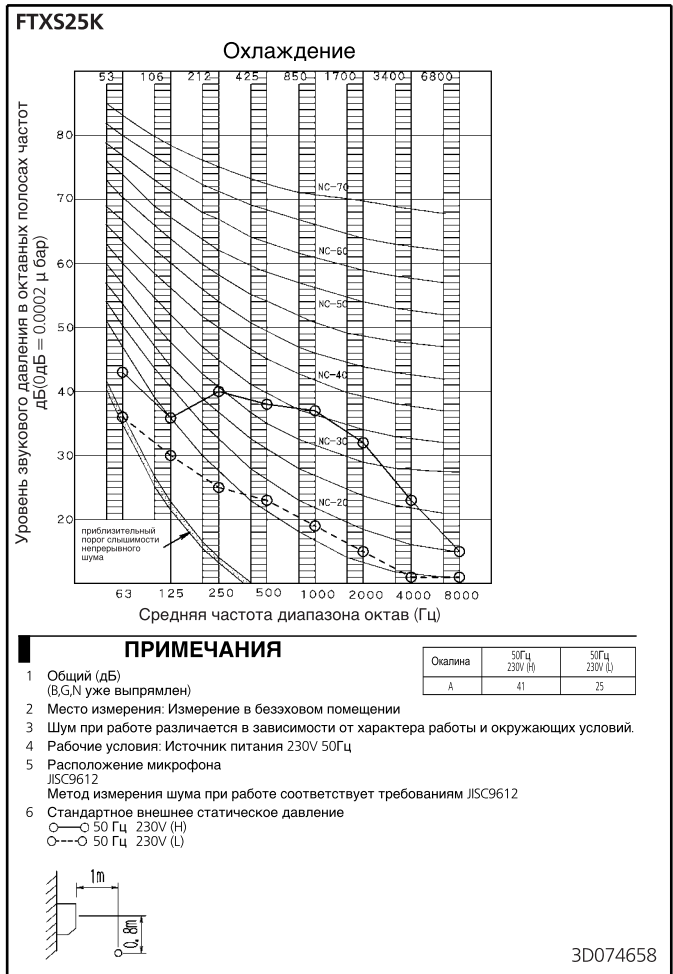 FTXS25K
Охлаждение
53 106 212 425 850 1700 3400 6800
Уровень звукового давления в октавных полосах частот
дБ(0дБ = 0.0002 μ бар)
80
70
60
50
40
30
20
NC-70
NC-60
NC-50
NC-40
NC-30
NC-20
приблизительный
порог слышимости
непрерывного
шума
63 125 250 500 1000 2000 4000 8000
Средняя частота диапазона октав (Гц)
ПРИМЕЧАНИЯ
Окалина 50Гц 230V (H) 50Гц 230V (L)
A 41 25
1 Общий (дБ)
(B,G,N уже выпрямлен)
2 Место измерения: Измерение в безэховом помещении
3 Шум при работе различается в зависимости от характера работы и окружающих условий.
4 Рабочие условия: Источник питания 230V 50Гц
5 Расположение микрофона
JISC9612
Метод измерения шума при работе соответствует требованиям JISC9612
6 Стандартное внешнее статическое давление
50 Гц 230V (H)
50 Гц 230V (L)
1m
0.8m
3D074658